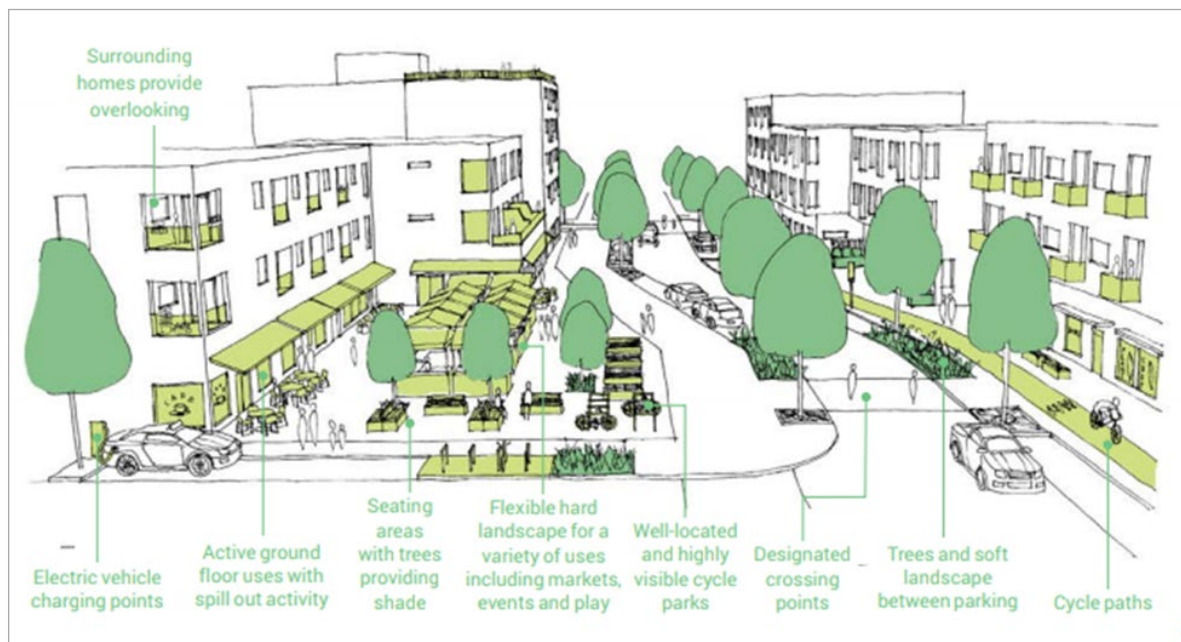 Surrounding
homes provide
overlooking
Electric vehicle
charging points
Active ground
floor uses with
spill out activity
Seating
areas
with trees
providing
shade
Flexible hard
landscape for a
variety of uses
including markets,
events and play
Well-located
and highly
visible cycle
parks
Designated
crossing
points
Trees and soft
landscape
between parking
Cycle paths